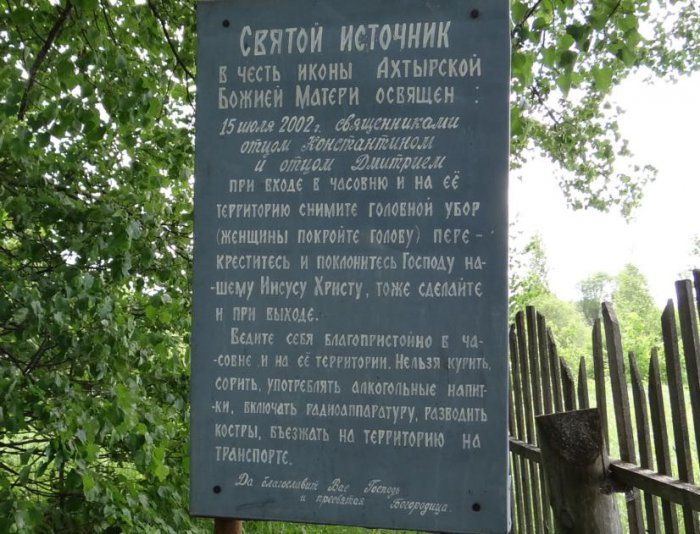 Святой источник
в честь иконы Ахтырской
Божией Матери освящен :
15 июля 2002г. священниками
отцом Константином
и отцом Дмитрием
при входе в часовню и на её
территорию снимите головной убор
(женщины покройте голову) пере-
креститесь и поклонитесь Господу на-
шему Иисусу Христу, тоже сделайте
и при выходе.
Ведите себя благопристойно в ча-
совне и на её территории. Нельзя курить,
сорить, употреблять алкогольные напит-
ки, включать радиоаппаратуру, разводить
костры, въезжать на территорию на
транспорте.
Да благословит Вас Господь
и пресвятая Богородица.